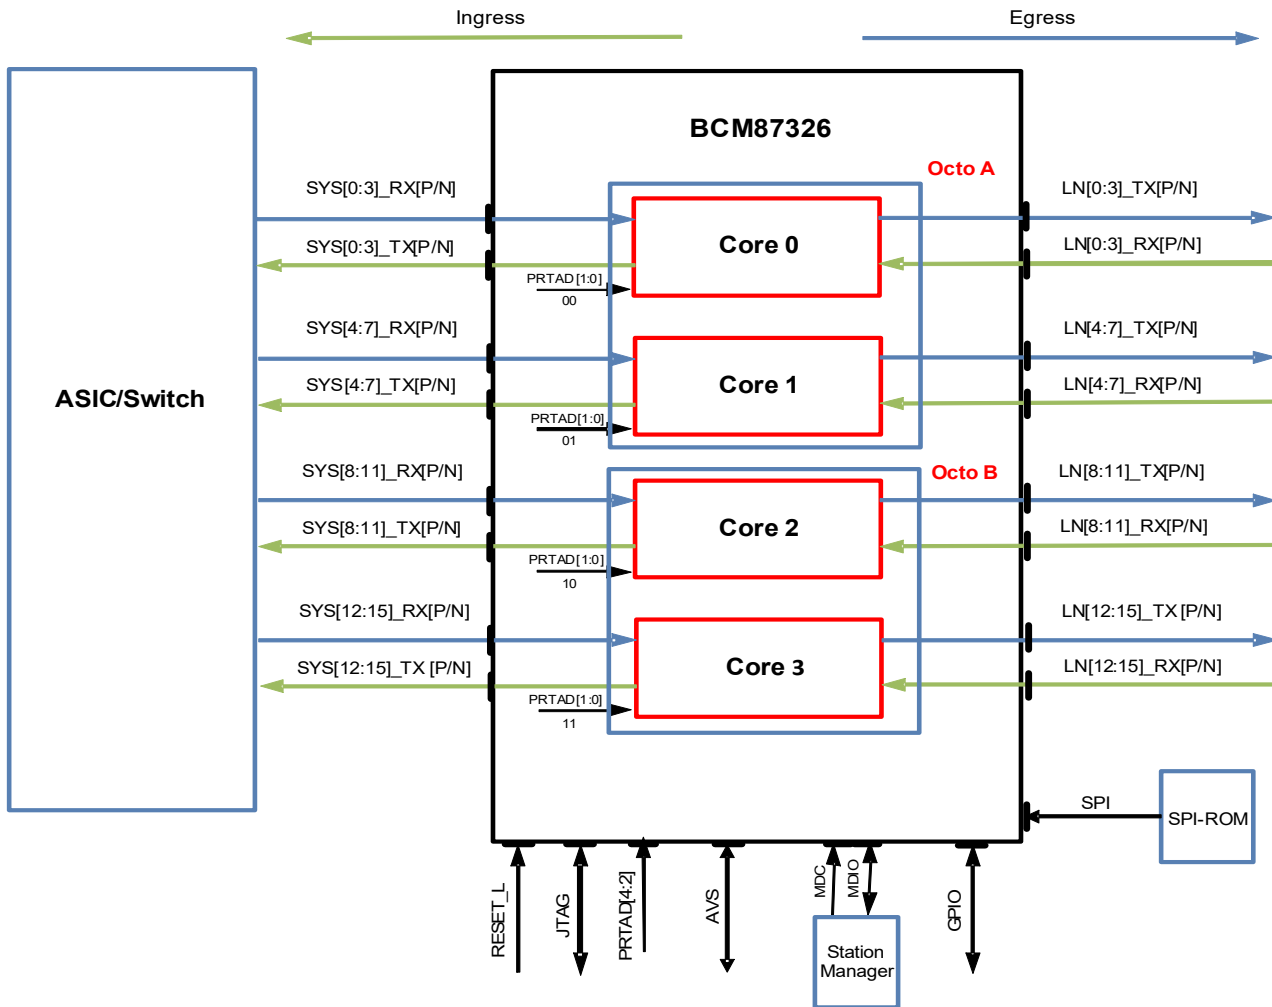 Ingress
Egress
BCM87326
Octo A
SYS[0:3]_RX[P/N]
LN[0:3]_TX[P/N]
Core 0
SYS[0:3]_TX[P/N]
LN[0:3]_RX[P/N]
PRTAD[1:0]
00
SYS[4:7]_RX[P/N]
LN[4:7]_TX[P/N]
ASIC/Switch
Core 1
SYS[4:7]_TX[P/N]
LN[4:7]_RX[P/N]
PRTAD[1:0]
01
Octo B
SYS[8:11]_RX[P/N]
LN[8:11]_TX[P/N]
Core 2
SYS[8:11]_TX[P/N]
LN[8:11]_RX[P/N]
PRTAD[1:0]
10
SYS[12:15]_RX[P/N]
LN[12:15]_TX [P/N]
Core 3
SYS[12:15]_TX [P/N]
LN[12:15]_RX[P/N]
PRTAD[1:0]
11
SPI
SPI-ROM
RESET_L
JTAG
PRTAD[4:2]
AVS
MDC
MDIO
GPIO
Station
Manager